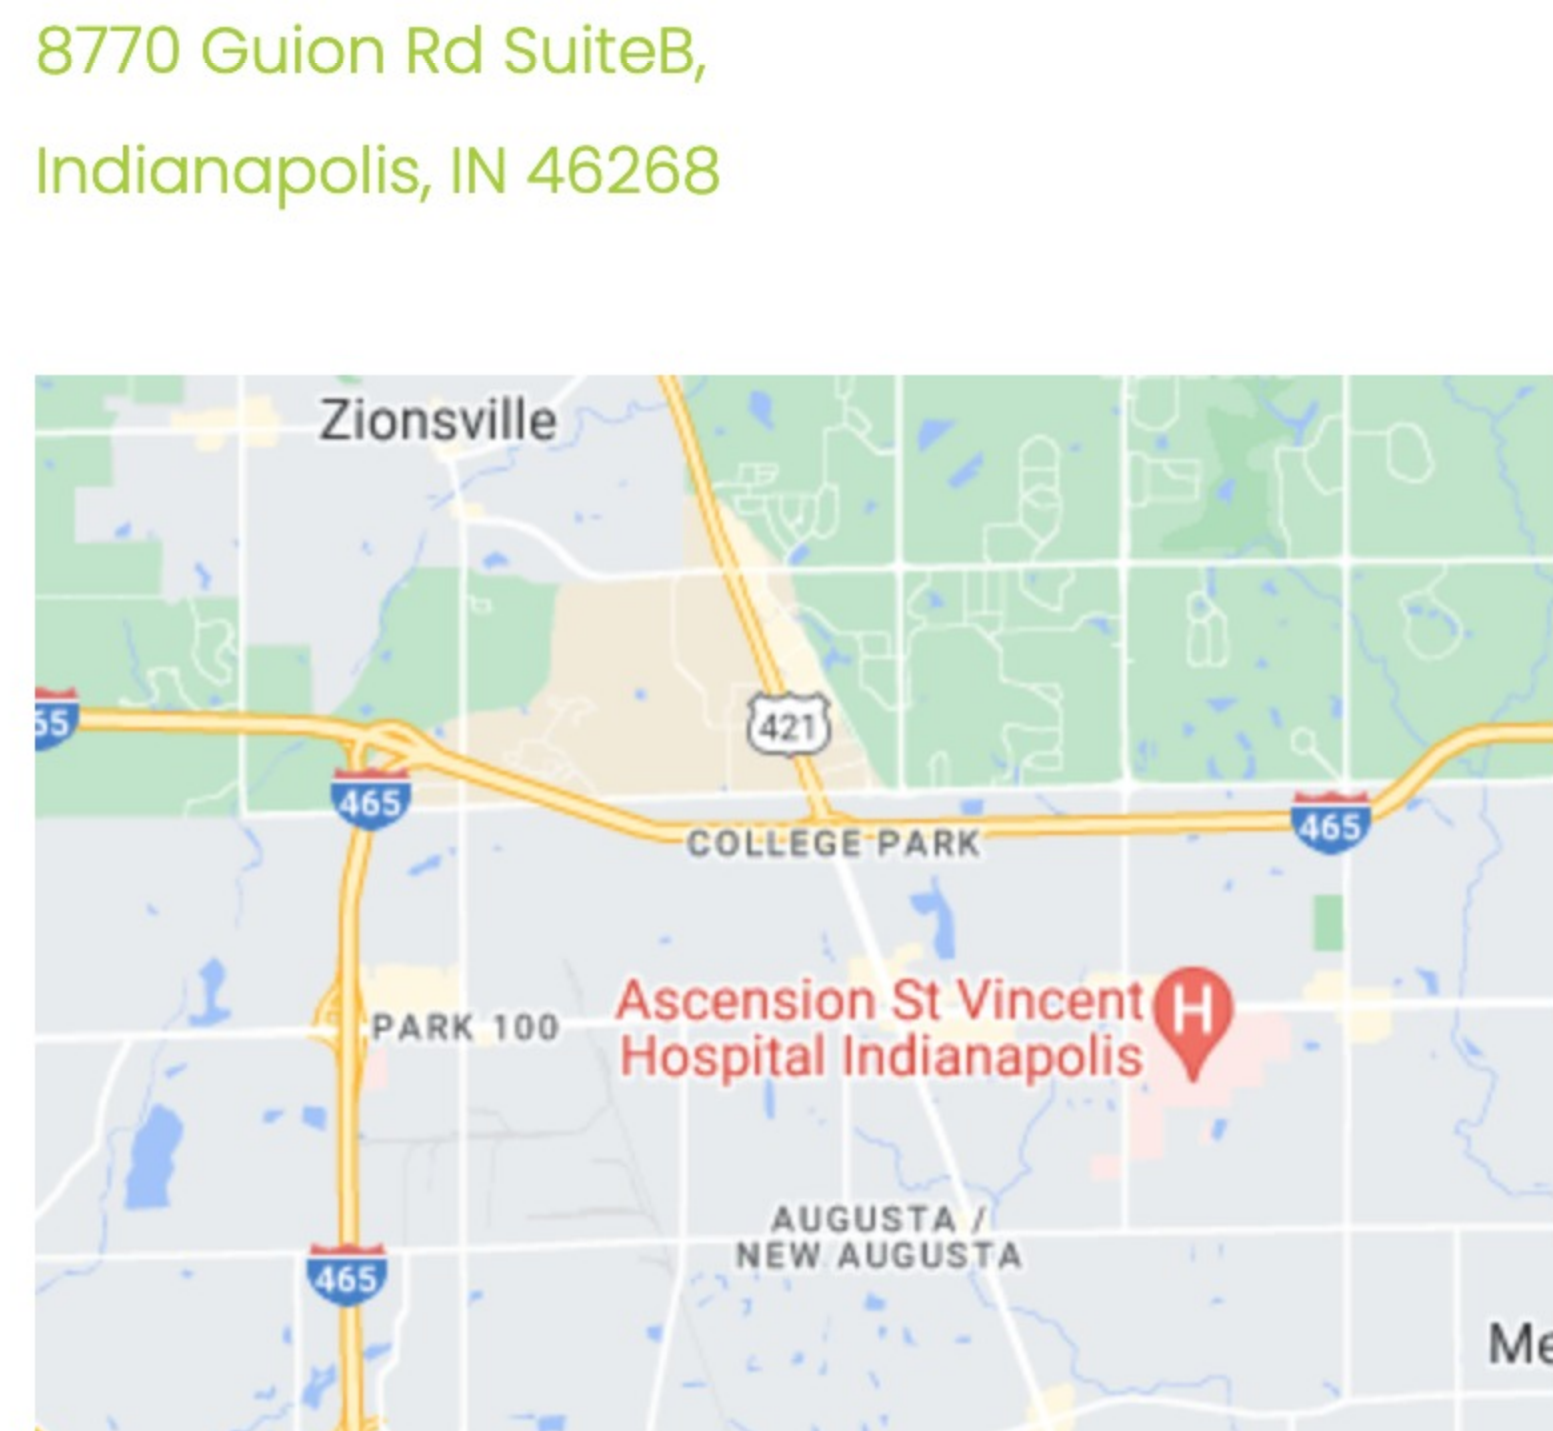 8770 Guion Rd SuiteB,
Indianapolis, IN 46268
Zionsville
421
465
465
COLLEGE PARK
Ascension St Vincent
Hospital Indianapolis
PARK 100
AUGUSTA /
NEW AUGUSTA
465